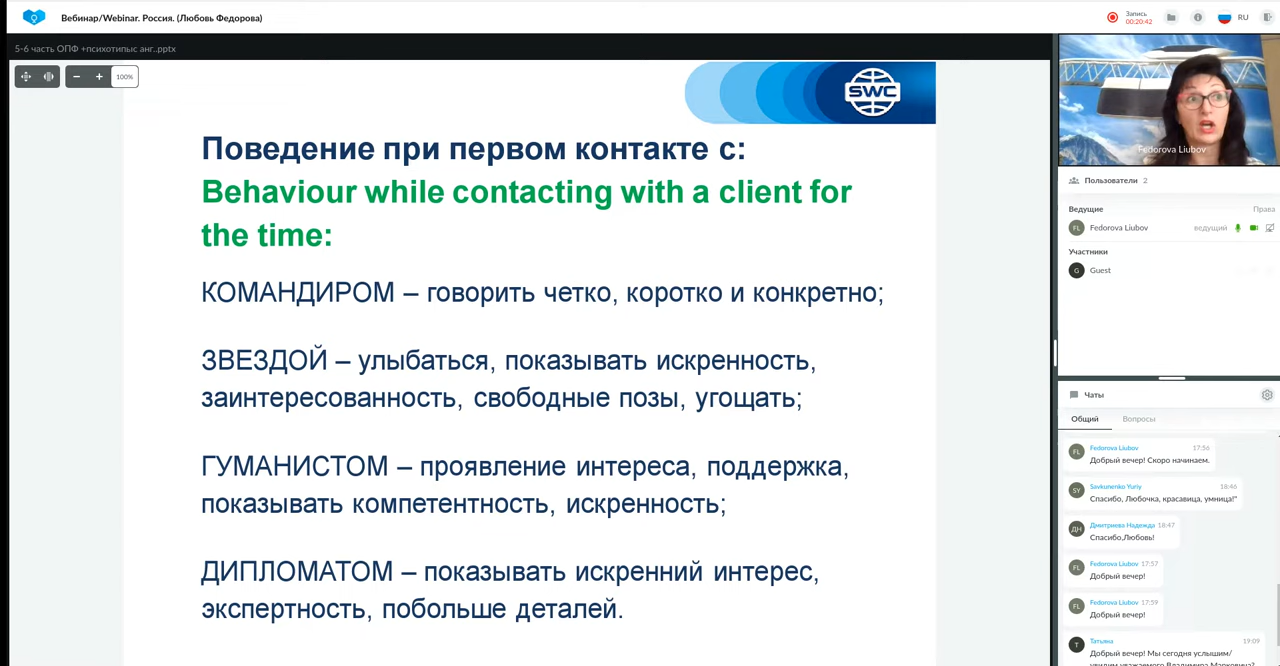 Вебинар/Webinar. Россия. (Любовь Федорова)
Запись
00:20:42
RU
5-6 часть ОПФ +психотипыс анг..pptx
100%
SWC
Поведение при первом контакте с:
Behaviour while contacting with a client for
the time:
КОМАНДИРОМ – говорить четко, коротко и конкретно;
ЗВЕЗДОЙ – улыбаться, показывать искренность,
заинтересованность, свободные позы, угощать;
ГУМАНИСТОМ – проявление интереса, поддержка,
показывать компетентность, искренность;
ДИПЛОМАТОМ – показывать искренний интерес,
экспертность, побольше деталей.
Fedorova Liubov
Пользователи 2
Ведущие Права
FL Fedorova Liubov ведущий
Участники
G Guest
Чаты
Общий Вопросы
FL Fedorova Liubov 17:56
Добрый вечер! Скоро начинаем.
SY Savkunenko Yuriy 18:46
Спасибо, Любочка, красавица, умница!"
ДН Дмитриева Надежда 18:47
Спасибо,Любовь!
FL Fedorova Liubov 17:57
Добрый вечер!
FL Fedorova Liubov 17:59
Добрый вечер!
Т Татьяна 19:09
Добрый вечер! Мы сегодня услышим/
увидим уважаемого Владимира Марковича?